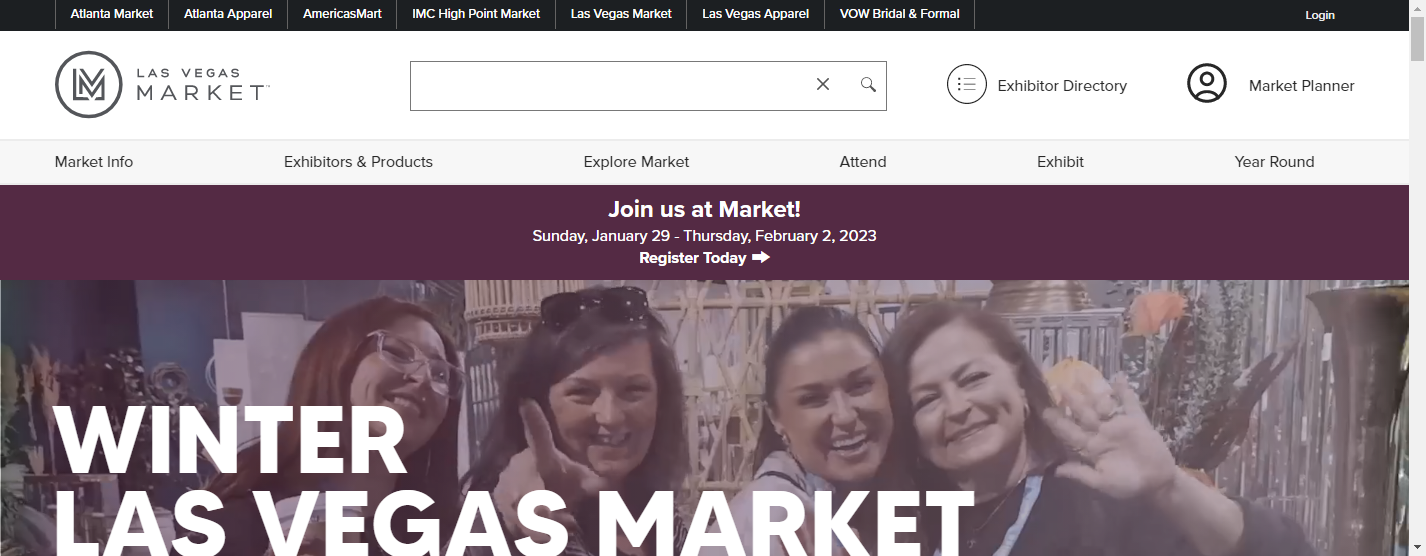 Atlanta Market Atlanta Apparel AmericasMart IMC High Point Market Las Vegas Market Las Vegas Apparel VOW Bridal & Formal Login
LM
LAS VEGAS
MARKET™
Exhibitor Directory Market Planner
Market Info Exhibitors & Products Explore Market Attend Exhibit Year Round
Join us at Market!
Sunday, January 29 - Thursday, February 2, 2023
Register Today
WINTER
LAS VEGAS MARKET